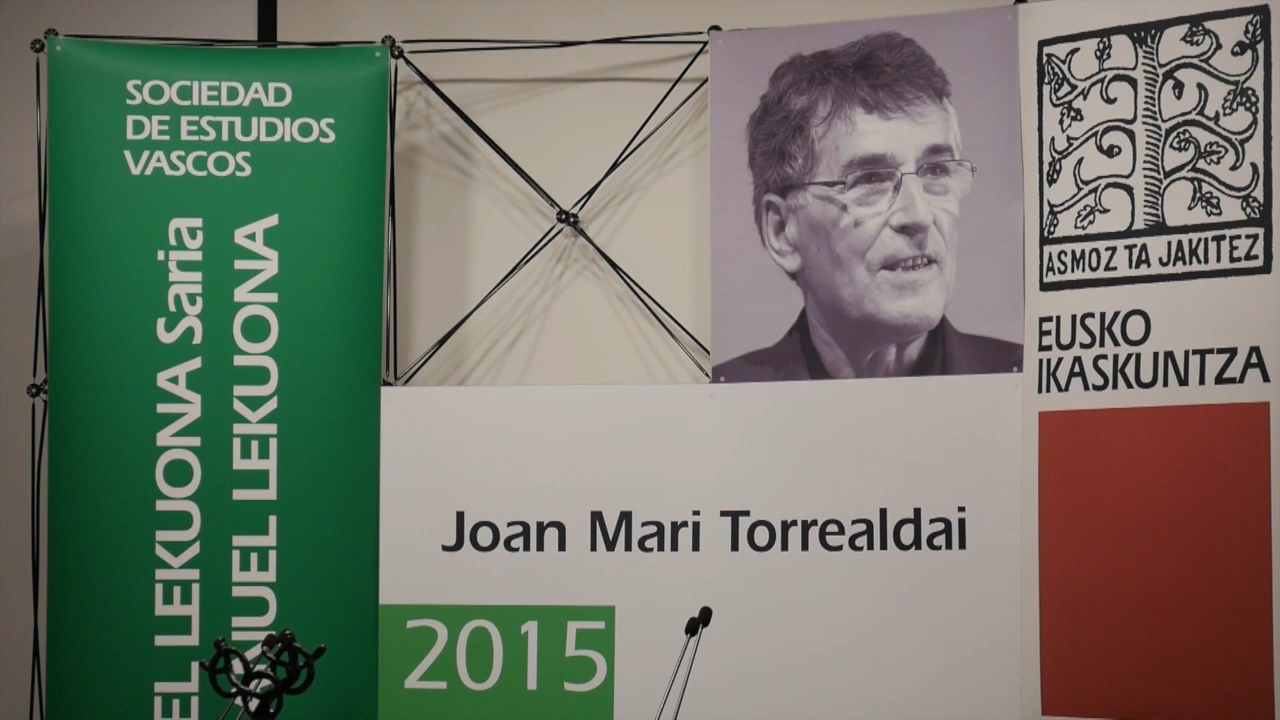 SOCIEDAD
DE ESTUDIOS
VASCOS
EL LEKUONA Saria
UEL LEKUONA
Joan Mari Torrealdai
2015
ASMOZ TA JAKITEZ
EUSKO
IKASKUNTZA